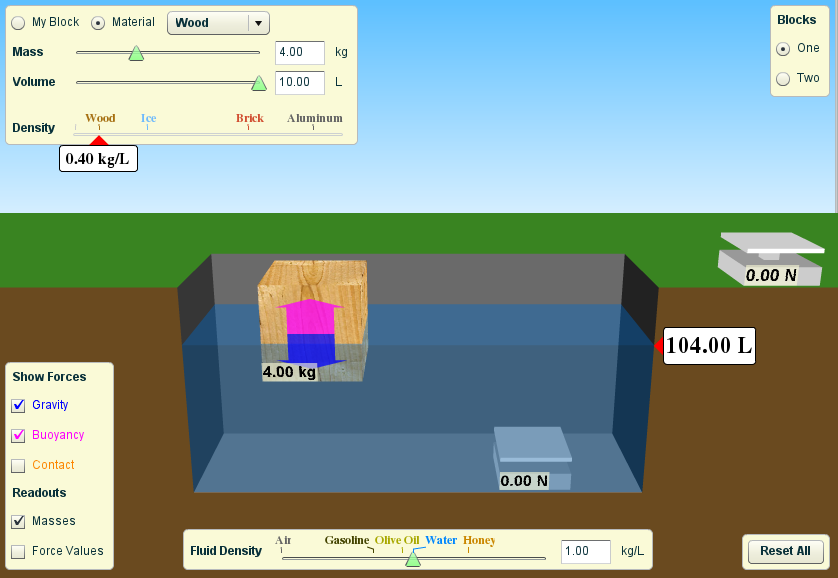 My Block
Material
Wood
Mass
4.00
kg
Volume
10.00
L
Wood
Ice
Brick
Aluminum
Density
0.40 kg/L
Blocks
One
Two
0.00 N
104.00 L
4.00 kg
0.00 N
Show Forces
Gravity
Buoyancy
Contact
Readouts
Masses
Force Values
Air
Gasoline
Olive Oil
Water
Honey
Fluid Density
1.00
kg/L
Reset All